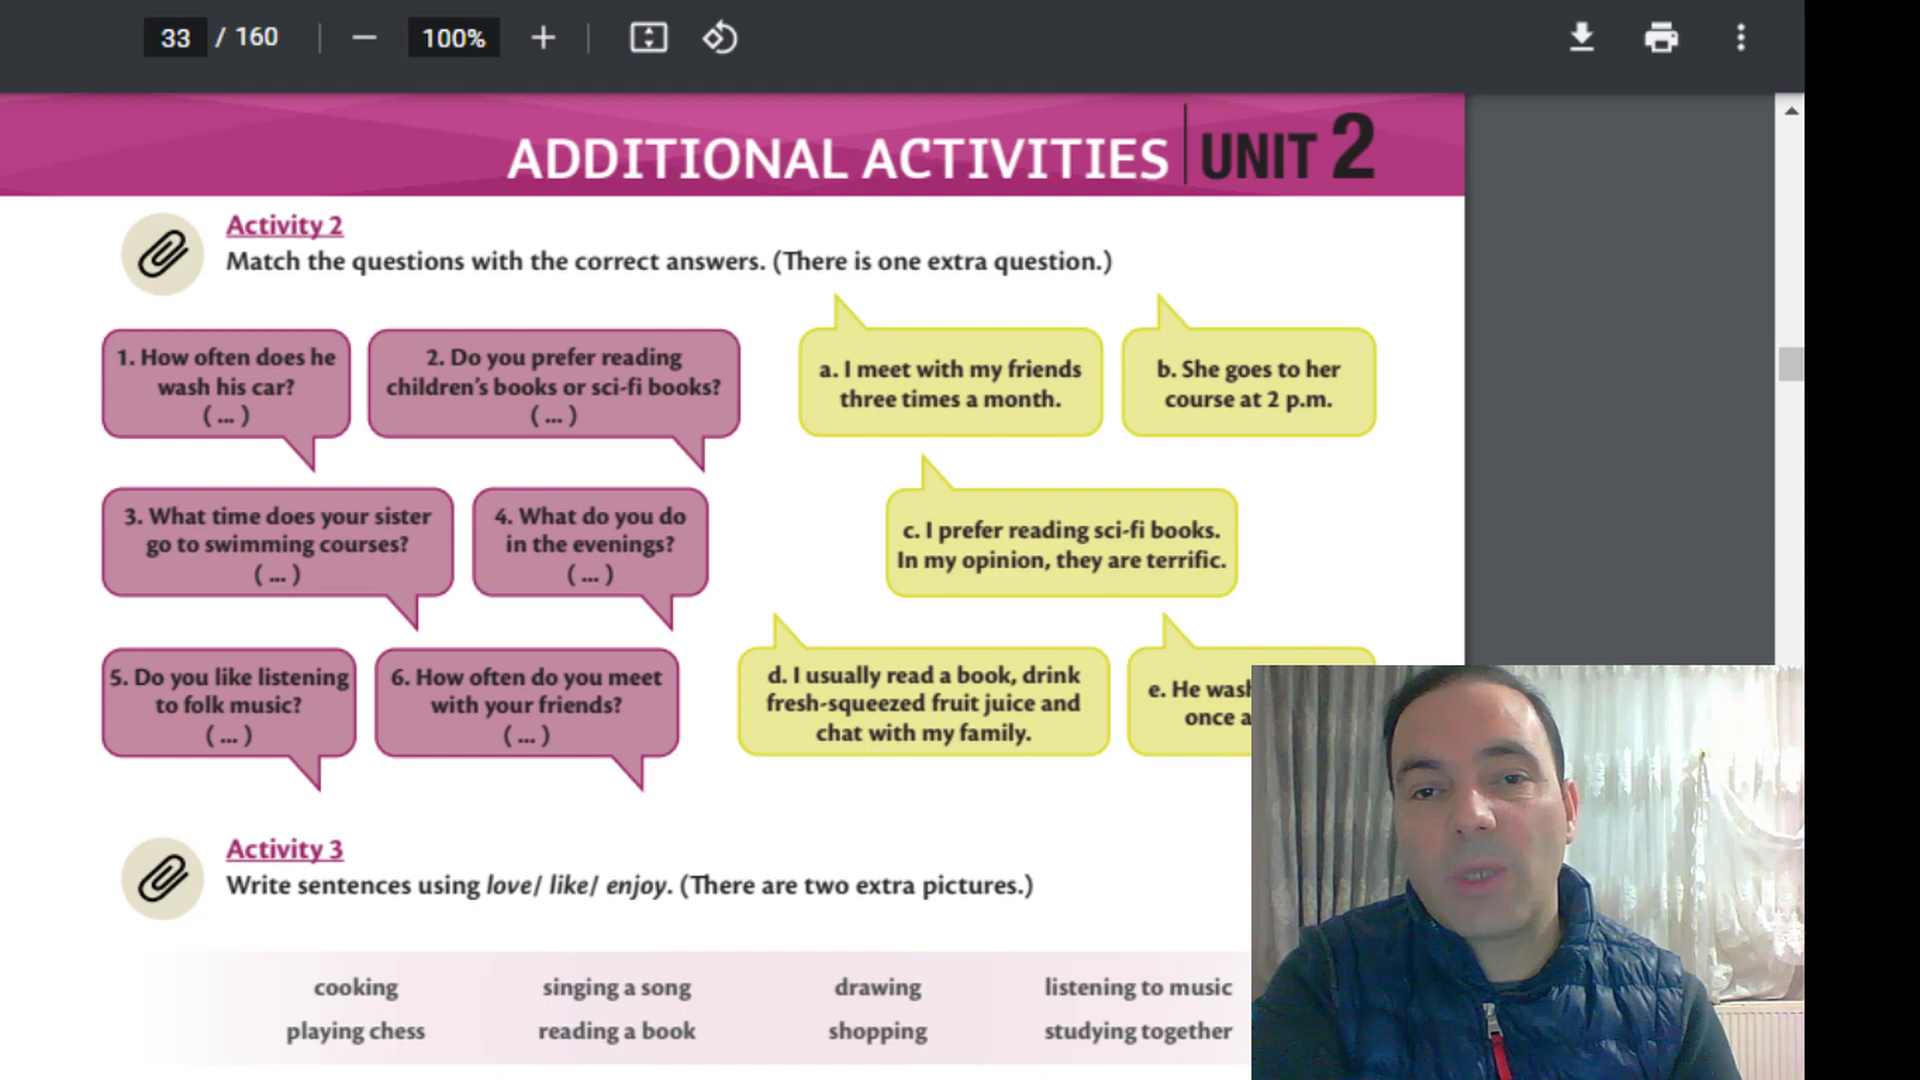 33 / 160
100%
ADDITIONAL ACTIVITIES UNIT 2
Activity 2
Match the questions with the correct answers. (There is one extra question.)
1. How often does he
wash his car?
( ... )
2. Do you prefer reading
children's books or sci-fi books?
( ... )
a. I meet with my friends
three times a month.
b. She goes to her
course at 2 p.m.
3. What time does your sister
go to swimming courses?
( ... )
4. What do you do
in the evenings?
( ... )
c. I prefer reading sci-fi books.
In my opinion, they are terrific.
5. Do you like listening
to folk music?
( ... )
6. How often do you meet
with your friends?
( ... )
d. I usually read a book, drink
fresh-squeezed fruit juice and
chat with my family.
e. He
once a
Activity 3
Write sentences using love/ like/ enjoy. (There are two extra pictures.)
cooking singing a song drawing listening to music
playing chess reading a book shopping studying together